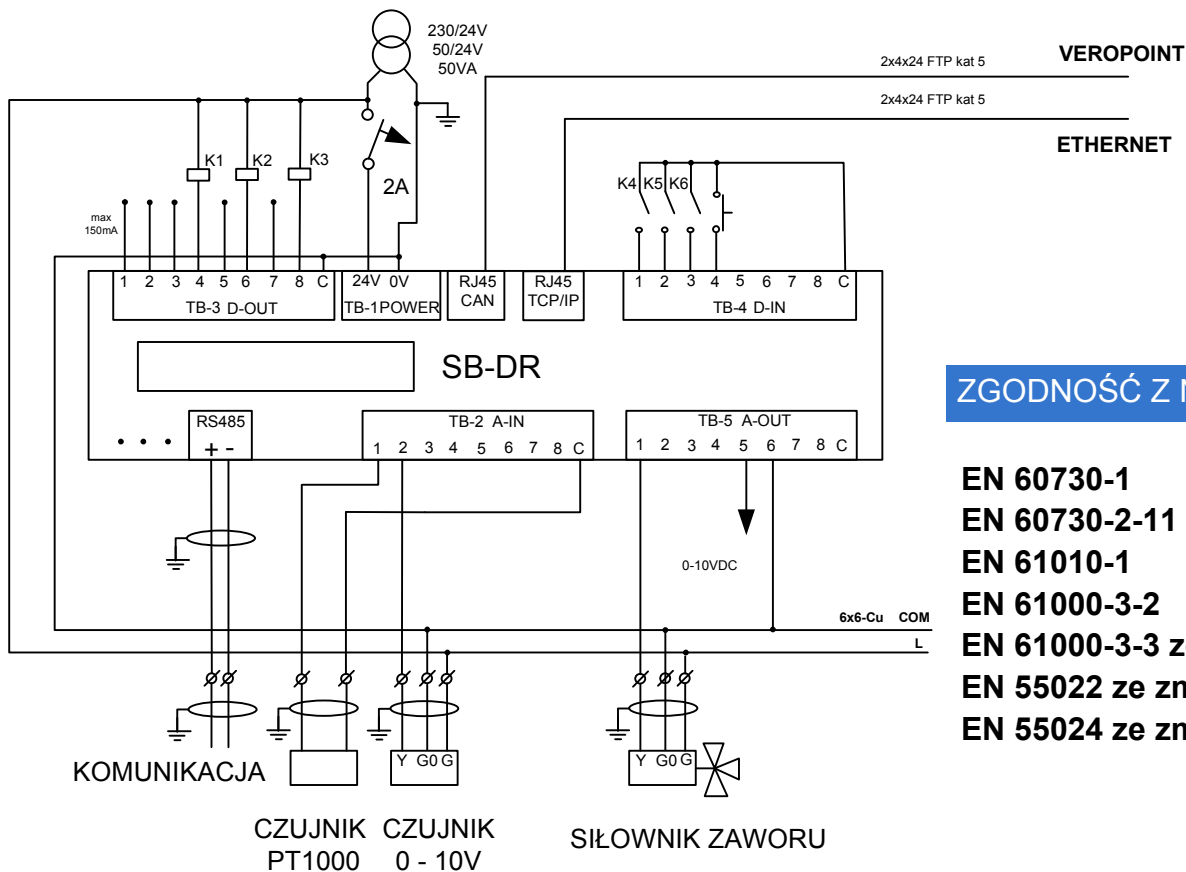 230/24V
50/24V
50VA
2x4x24 FTP kat 5
VEROPOINT
2x4x24 FTP kat 5
ETHERNET
K1 K2 K3
2A
K4 K5 K6
max
150mA
1 2 3 4 5 6 7 8 C
TB-3 D-OUT
24V 0V
TB-1POWER
RJ45
CAN
RJ45
TCP/IP
1 2 3 4 5 6 7 8 C
TB-4 D-IN
SB-DR
RS485
+ -
TB-2 A-IN
1 2 3 4 5 6 7 8 C
TB-5 A-OUT
1 2 3 4 5 6 7 8 C
0-10VDC
6x6-Cu COM
L
KOMUNIKACJA
Y G0 G
Y G0 G
CZUJNIK
PT1000
CZUJNIK
0 - 10V
SIŁOWNIK ZAWORU
ZGODNOŚĆ Z
EN 60730-1
EN 60730-2-11
EN 61010-1
EN 61000-3-2
EN 61000-3-3
EN 55022 ze
EN 55024 ze